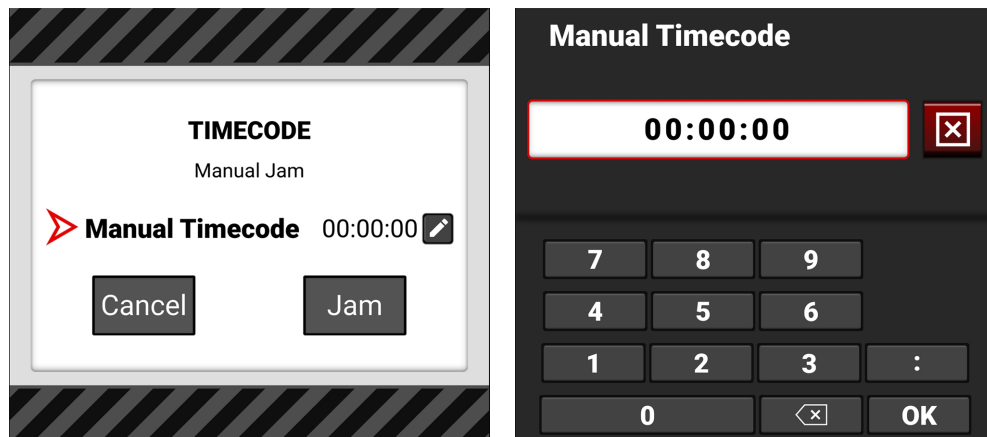 TIMECODE
Manual Jam
Manual Timecode 00:00:00
Cancel Jam
Manual Timecode
00:00:00
7 8 9
4 5 6
1 2 3 :
0 OK